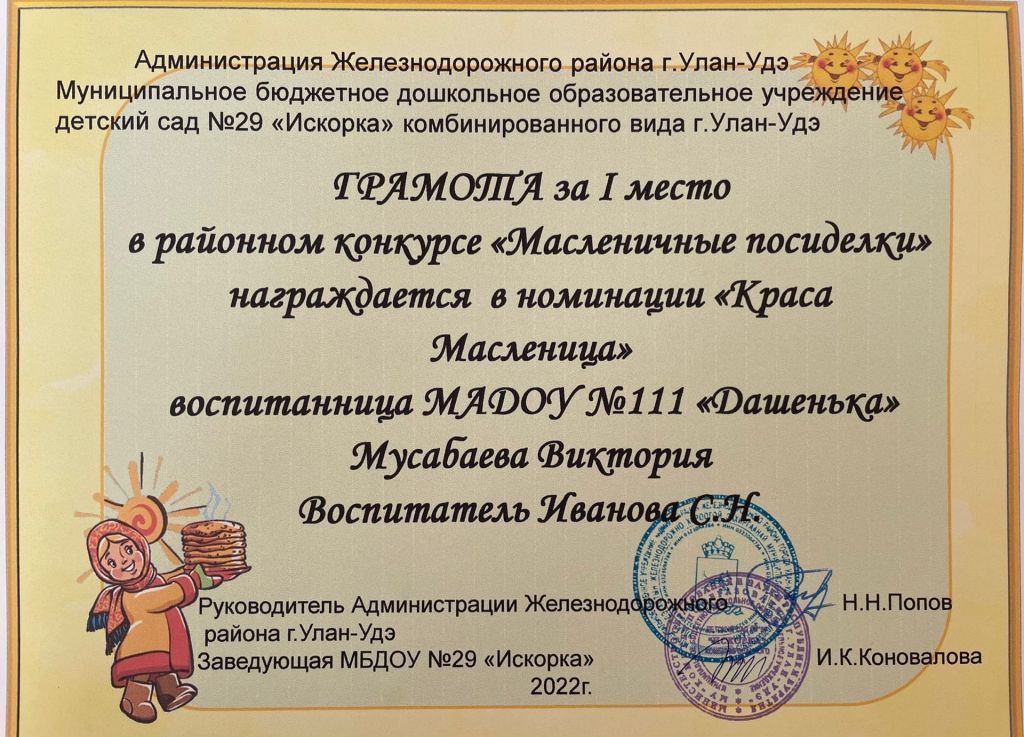 Администрация Железнодорожного района г.Улан-Удэ
Муниципальное бюджетное дошкольное образовательное учреждение
детский сад №29 «Искорка» комбинированного вида г.Улан-Удэ
ГРАМОТА за I место
в районном конкурсе «Масленичные посиделки»
награждается в номинации «Краса
Масленица»
воспитанница МАДОУ №111 «Дашенька»
Мусабаева Виктория
Воспитатель Иванова С.Н.
Руководитель Администрации Железнодорожного Н.Н.Попов
района г.Улан-Удэ
Заведующая МБДОУ №29 «Искорка» И.К.Коновалова
2022г.